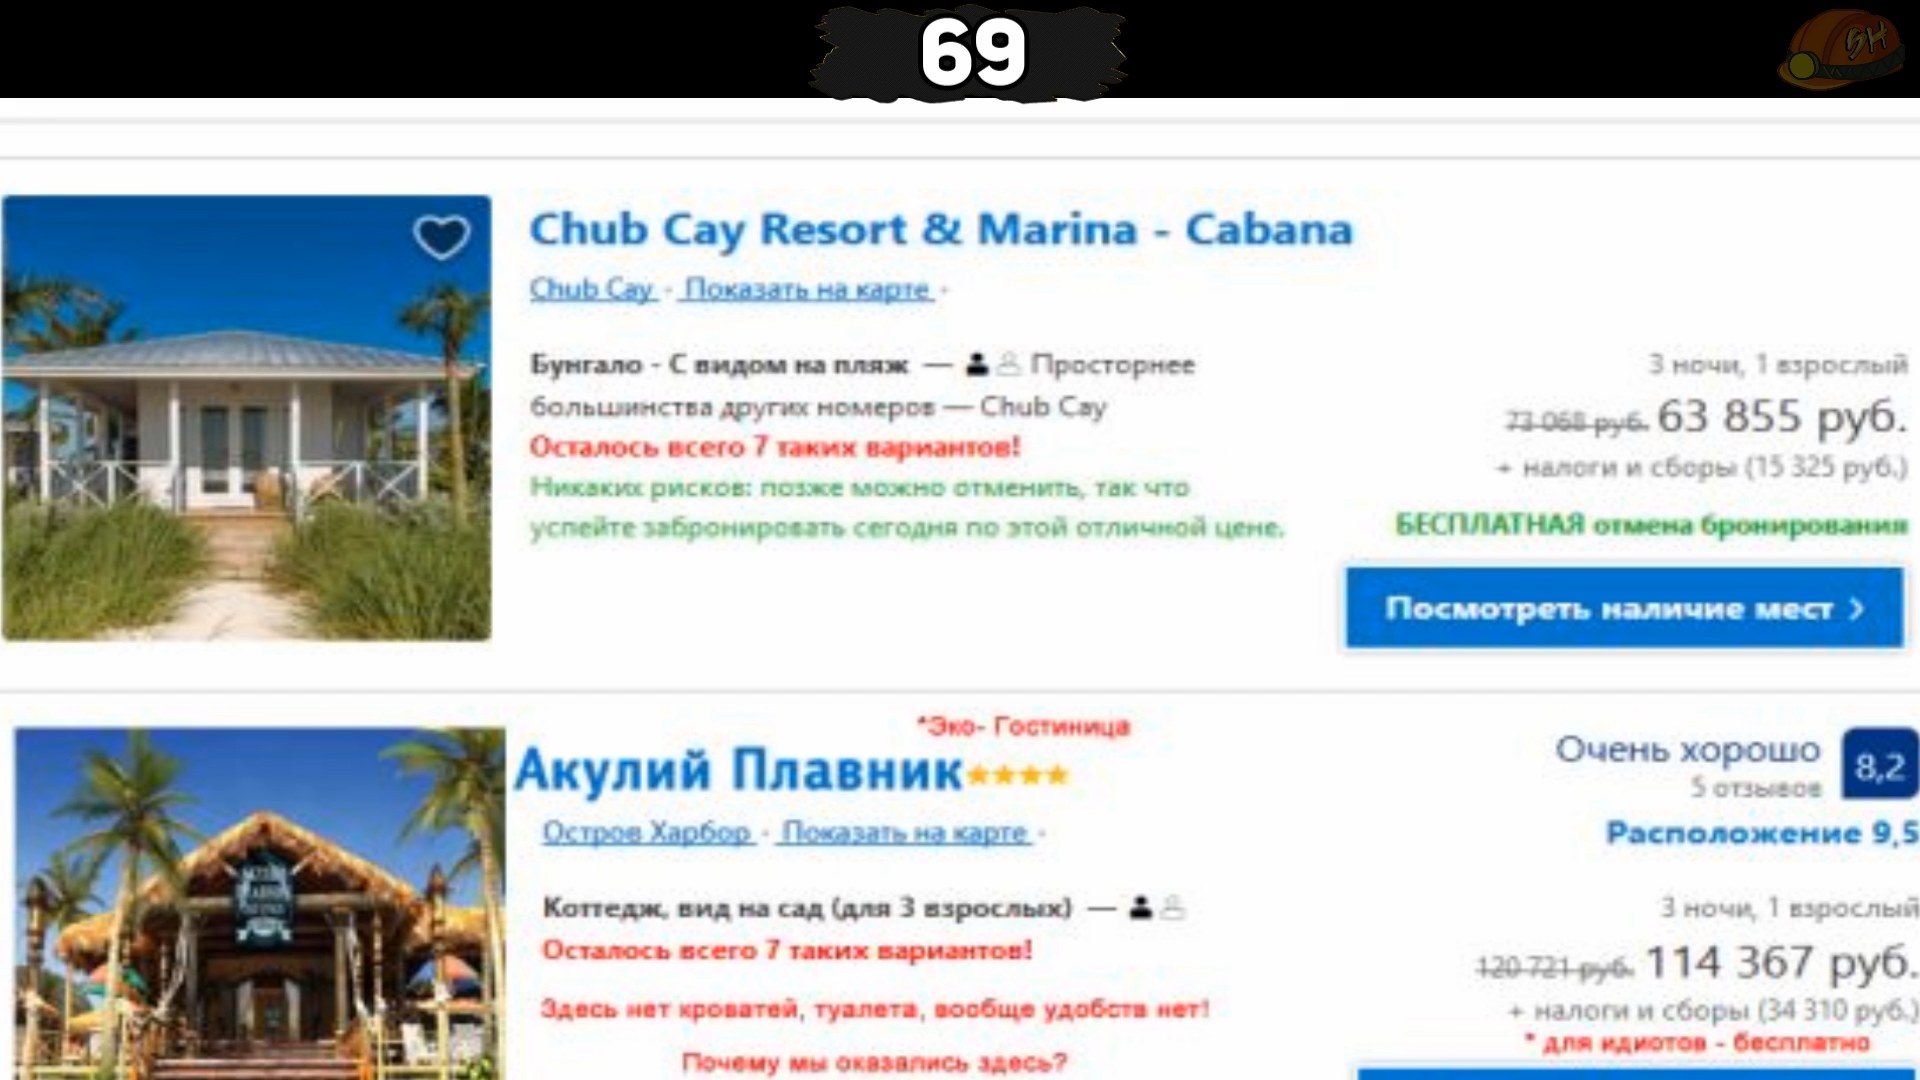 69
БН
Chub Cay Resort & Marina - Cabana
Chub Cay - Показать на карте -
Бунгало - С видом на пляж — Просторнее
большинства других номеров — Chub Cay
Осталось всего 7 таких вариантов!
Никаких рисков: позже можно отменить, так что
успейте забронировать сегодня по этой отличной цене.
3 ночи, 1 взрослый
73 068 руб. 63 855 руб.
+ налоги и сборы (15 325 руб.)
БЕСПЛАТНАЯ отмена бронирования
Посмотреть наличие мест >
*Эко- Гостиница
Акулий Плавник
Остров Харбор - Показать на карте -
Коттедж, вид на сад (для 3 взрослых) —
Осталось всего 7 таких вариантов!
Здесь нет кроватей, туалета, вообще удобств нет!
Почему мы оказались здесь?
Очень хорошо 8,2
5 отзывов
Расположение 9,5
3 ночи, 1 взрослый
120 721 руб. 114 367 руб.
+ налоги и сборы (34 310 руб.)
* для идиотов - бесплатно